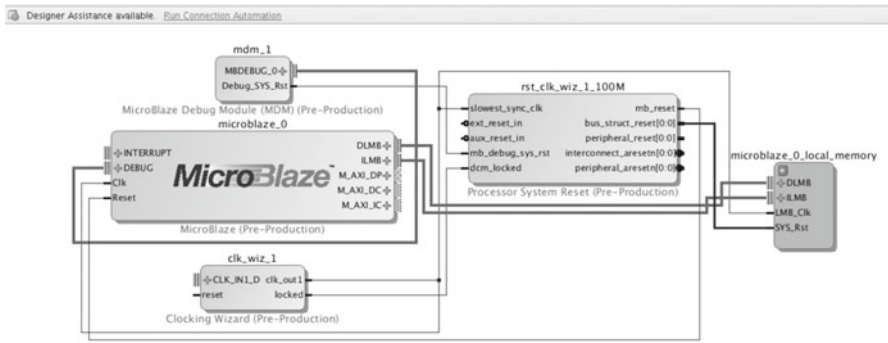 Designer Assistance available. Run Connection Automation
mdm_1
MBDEBUG_0
Debug_SYS_Rst
MicroBlaze Debug Module (MDM) (Pre-Production)
microblaze_0
INTERRUPT
DEBUG
Clk
Reset
MicroBlaze™
DLMB
ILMB
M_AXI_DP
M_AXI_DC
M_AXI_IC
MicroBlaze (Pre-Production)
clk_wiz_1
CLK_IN1_D
reset
clk_out1
locked
Clocking Wizard (Pre-Production)
rst_clk_wiz_1_100M
slowest_sync_clk
ext_reset_in
aux_reset_in
mb_debug_sys_rst
dcm_locked
mb_reset
bus_struct_reset[0:0]
peripheral_reset[0:0]
interconnect_aresetn[0:0]
peripheral_aresetn[0:0]
Processor System Reset (Pre-Production)
microblaze_0_local_memory
DLMB
ILMB
LMB_Clk
SYS_Rst